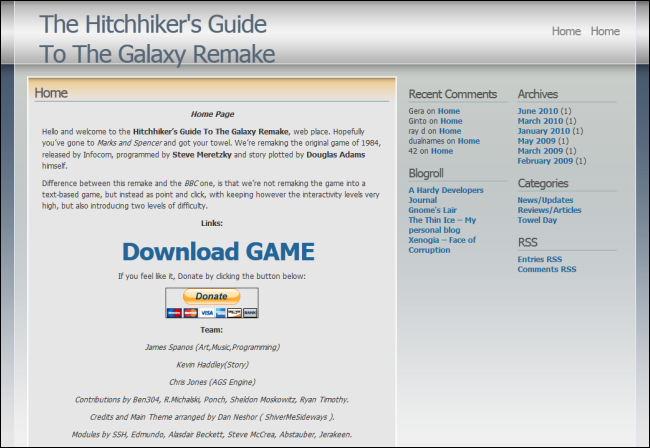 The Hitchhiker's Guide
To The Galaxy Remake
Home Home
Home
Home Page
Hello and welcome to the Hitchhiker's Guide To The Galaxy Remake, web place. Hopefully
you've gone to Marks and Spencer and got your towel. We're remaking the original game of 1984,
released by Infocom, programmed by Steve Meretzky and story plotted by Douglas Adams
himself.
Difference between this remake and the BBC one, is that we're not remaking the game into a
text-based game, but instead as point and click, with keeping however the interactivity levels very
high, but also introducing two levels of difficulty.
Links:
Download GAME
If you feel like it, Donate by clicking the button below:
Donate
Team:
James Spanos (Art,Music,Programming)
Kevin Haddley(Story)
Chris Jones (AGS Engine)
Contributions by Ben304, R.Michalski, Ponch, Sheldon Moskowitz, Ryan Timothy.
Credits and Main Theme arranged by Dan Neshor ( ShiverMeSideways ).
Modules by SSH, Edmundo, Alasdar Beckett, Steve McCrea, Abstauber, Jerakeen.
Recent Comments
Gera on Home
Ginto on Home
ray d on Home
dualnames on Home
42 on Home
Blogroll
A Hardy Developers
Journal
Gnome's Lair
The Thin Ice – My
personal blog
Xenogia – Face of
Corruption
Archives
June 2010 (1)
March 2010 (1)
January 2010 (1)
May 2009 (1)
March 2009 (1)
February 2009 (1)
Categories
News/Updates
Reviews/Articles
Towel Day
RSS
Entries RSS
Comments RSS